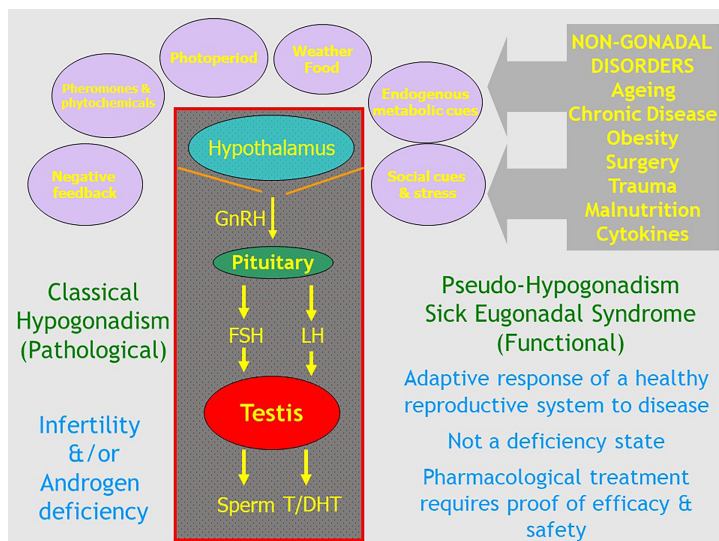 Photoperiod
Weather
Food
Pheromones &
phytochemicals
Endogenous
metabolic cues
Negative
feedback
Social cues
& stress
NON-GONADAL
DISORDERS
Ageing
Chronic Disease
Obesity
Surgery
Trauma
Malnutrition
Cytokines
Hypothalamus
GnRH
Pituitary
FSH
LH
Testis
Sperm
T/DHT
Classical
Hypogonadism
(Pathological)
Infertility
&/or
Androgen
deficiency
Pseudo-Hypogonadism
Sick Eugonadal Syndrome
(Functional)
Adaptive response of a healthy
reproductive system to disease
Not a deficiency state
Pharmacological treatment
requires proof of efficacy &
safety